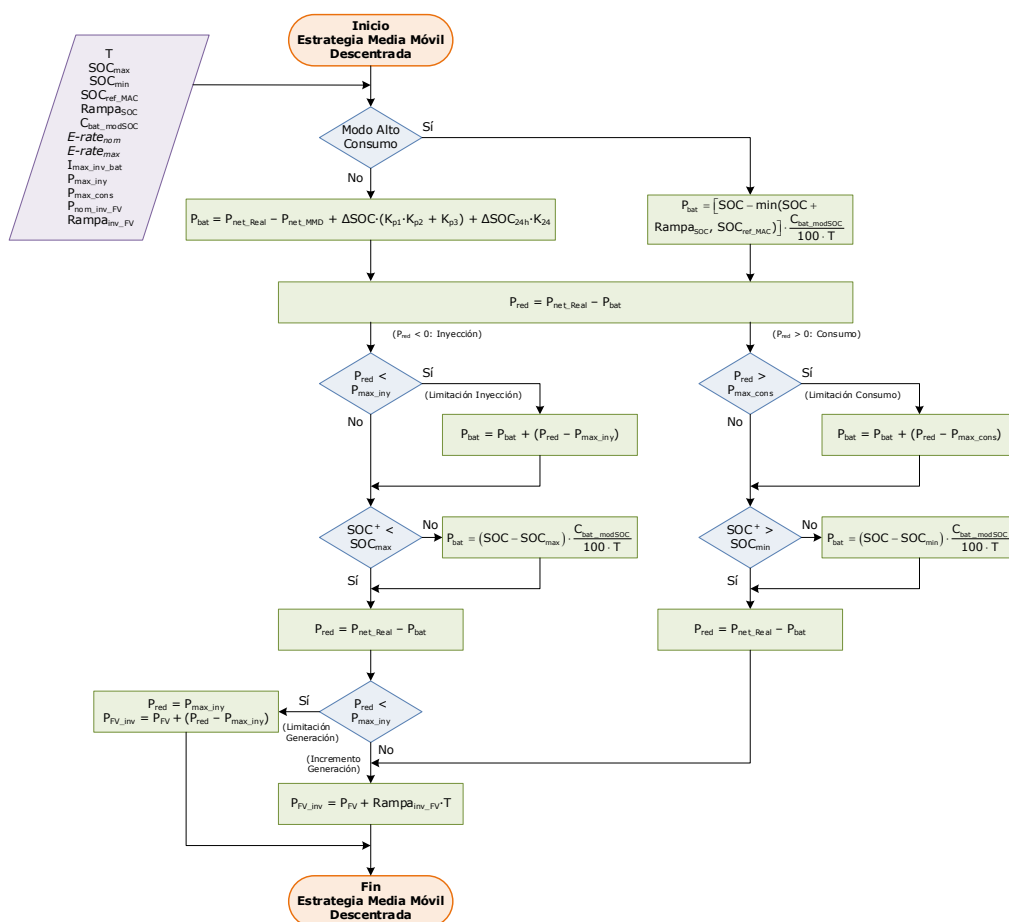 Inicio
Estrategia Media Móvil
Descentrada
T
SOCmax
SOCmin
SOCref_MAC
RampaSOC
Cbat_modSOC
E-ratenom
E-ratemax
Imax_inv_bat
Pmax_iny
Pmax_cons
Pnom_inv_FV
Rampainv_FV
Modo Alto
Consumo
Sí
No
Pbat = Pnet_Real − Pnet_MMD + ΔSOC·(Kp1·Kp2 + Kp3) + ΔSOC24h·K24
Pbat = [SOC − min(SOC +
RampaSOC, SOCref_MAC)] · Cbat_modSOC / 100 · T
Pred = Pnet_Real − Pbat
(Pred < 0: Inyección)
(Pred > 0: Consumo)
Pred <
Pmax_iny
Sí
(Limitación Inyección)
No
Pbat = Pbat + (Pred − Pmax_iny)
Pred >
Pmax_cons
Sí
(Limitación Consumo)
No
Pbat = Pbat + (Pred − Pmax_cons)
SOC+ <
SOCmax
No
Pbat = (SOC − SOCmax) · Cbat_modSOC / 100 · T
Sí
SOC+ >
SOCmin
No
Pbat = (SOC − SOCmin) · Cbat_modSOC / 100 · T
Sí
Pred = Pnet_Real − Pbat
Pred = Pnet_Real − Pbat
Pred <
Pmax_iny
Sí
(Limitación
Generación)
Pred = Pmax_iny
PFV_inv = PFV + (Pred − Pmax_iny)
No
(Incremento
Generación)
PFV_inv = PFV + Rampainv_FV·T
Fin
Estrategia Media Móvil
Descentrada